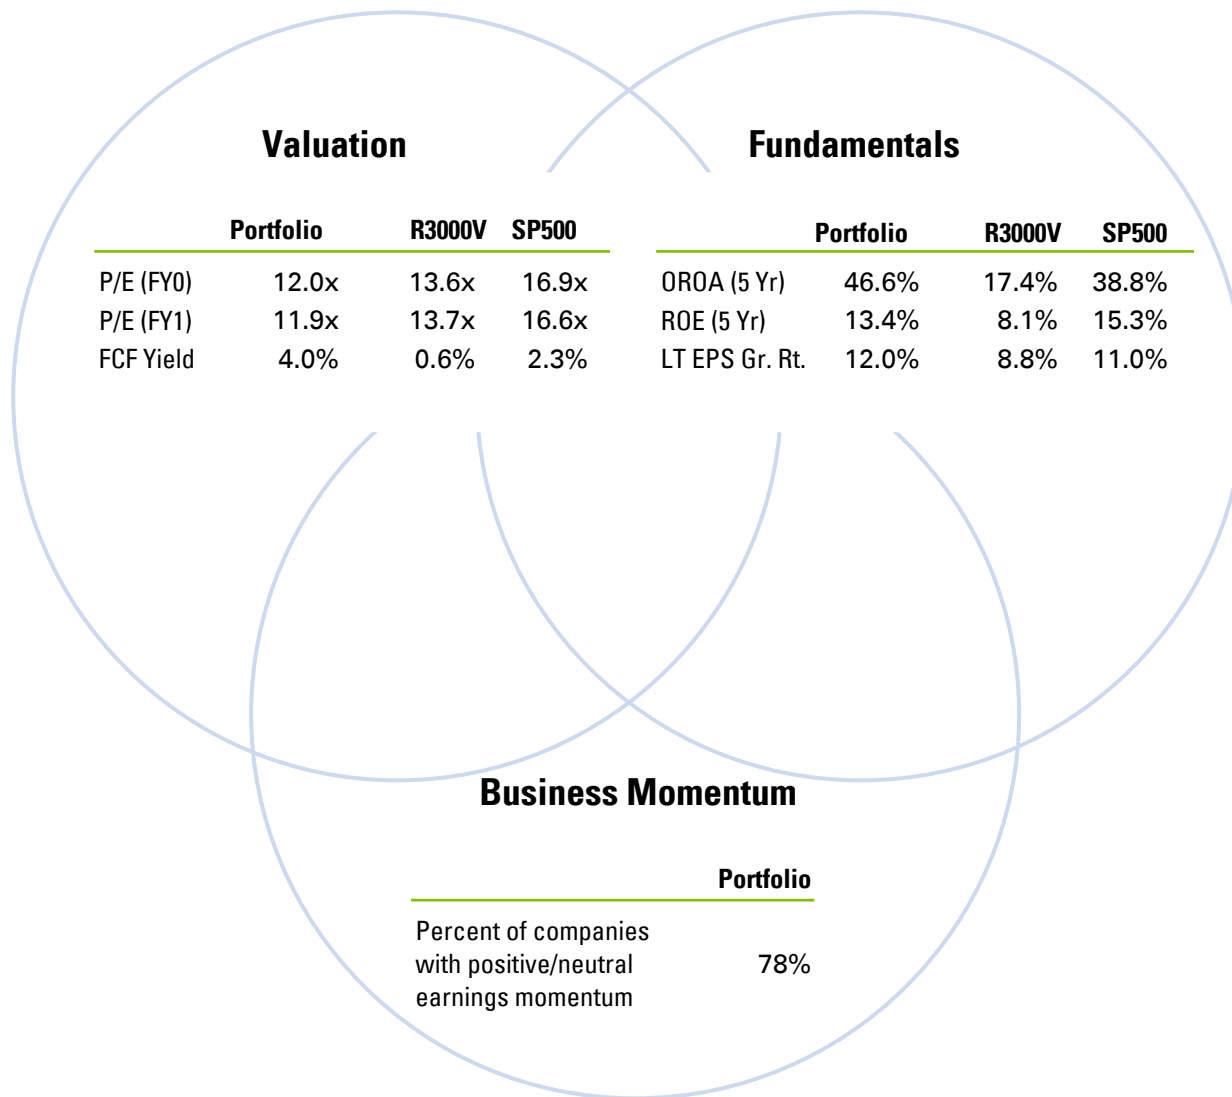 Valuation
Portfolio R3000V SP500
P/E (FY0) 12.0x 13.6x 16.9x
P/E (FY1) 11.9x 13.7x 16.6x
FCF Yield 4.0% 0.6% 2.3%
Fundamentals
Portfolio R3000V SP500
OROA (5 Yr) 46.6% 17.4% 38.8%
ROE (5 Yr) 13.4% 8.1% 15.3%
LT EPS Gr. Rt. 12.0% 8.8% 11.0%
Business Momentum
Portfolio
Percent of companies
with positive/neutral 78%
earnings momentum